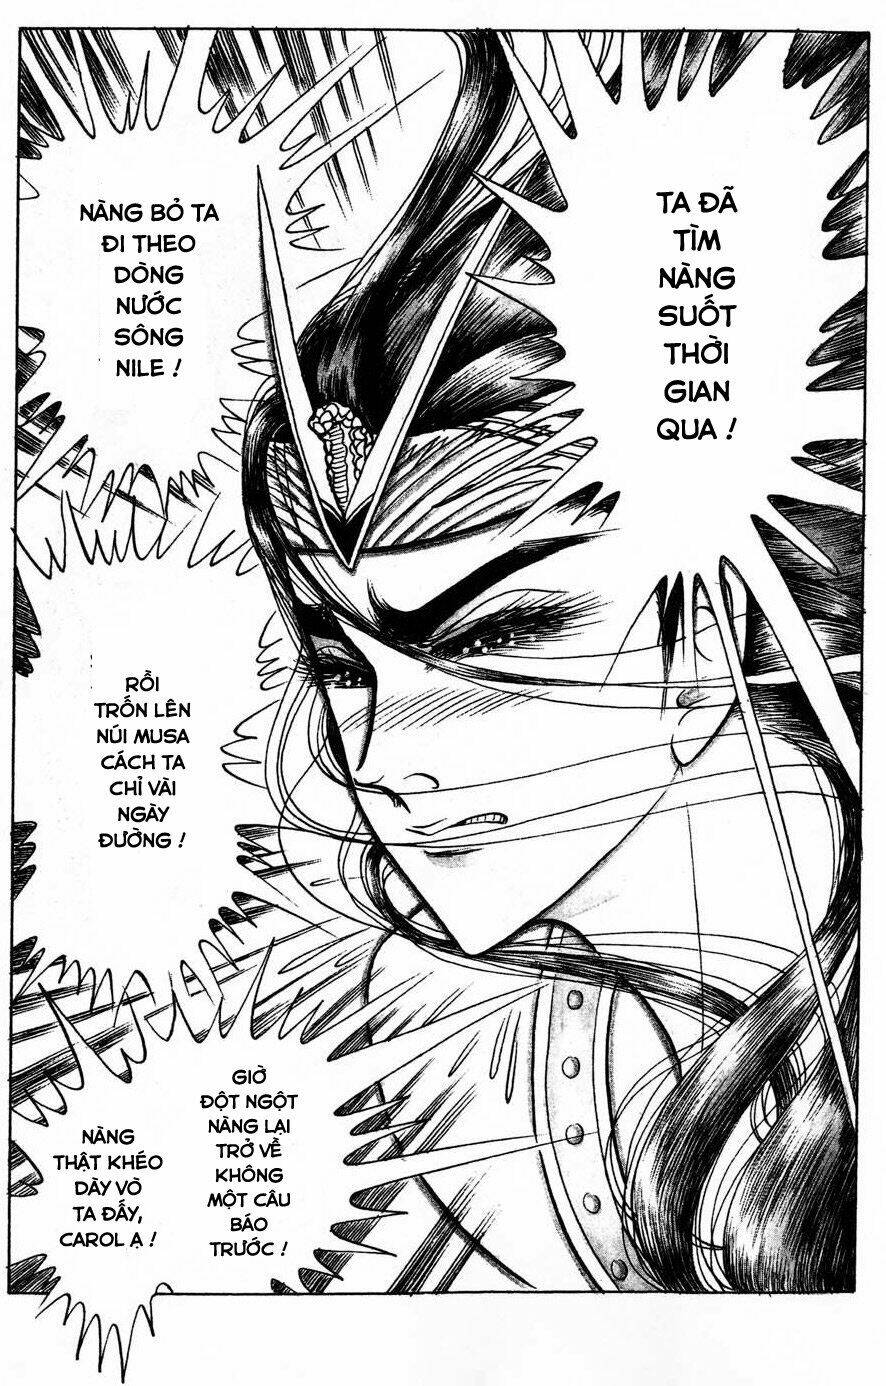 TA ĐÃ
TÌM
NÀNG
SUỐT
THỜI
GIAN
QUA !
NÀNG BỎ TA
ĐI THEO
DÒNG
NƯỚC
SÔNG
NILE !
RỒI
TRỐN LÊN
NÚI MUSA
CÁCH TA
CHỈ VÀI
NGÀY
ĐƯỜNG !
GIỜ
ĐỘT NGỘT
NÀNG LẠI
TRỞ VỀ
KHÔNG
MỘT CÂU
BÁO
TRƯỚC !
NÀNG
THẬT KHÉO
DÀY VÒ
TA ĐẤY,
CAROL Ạ !